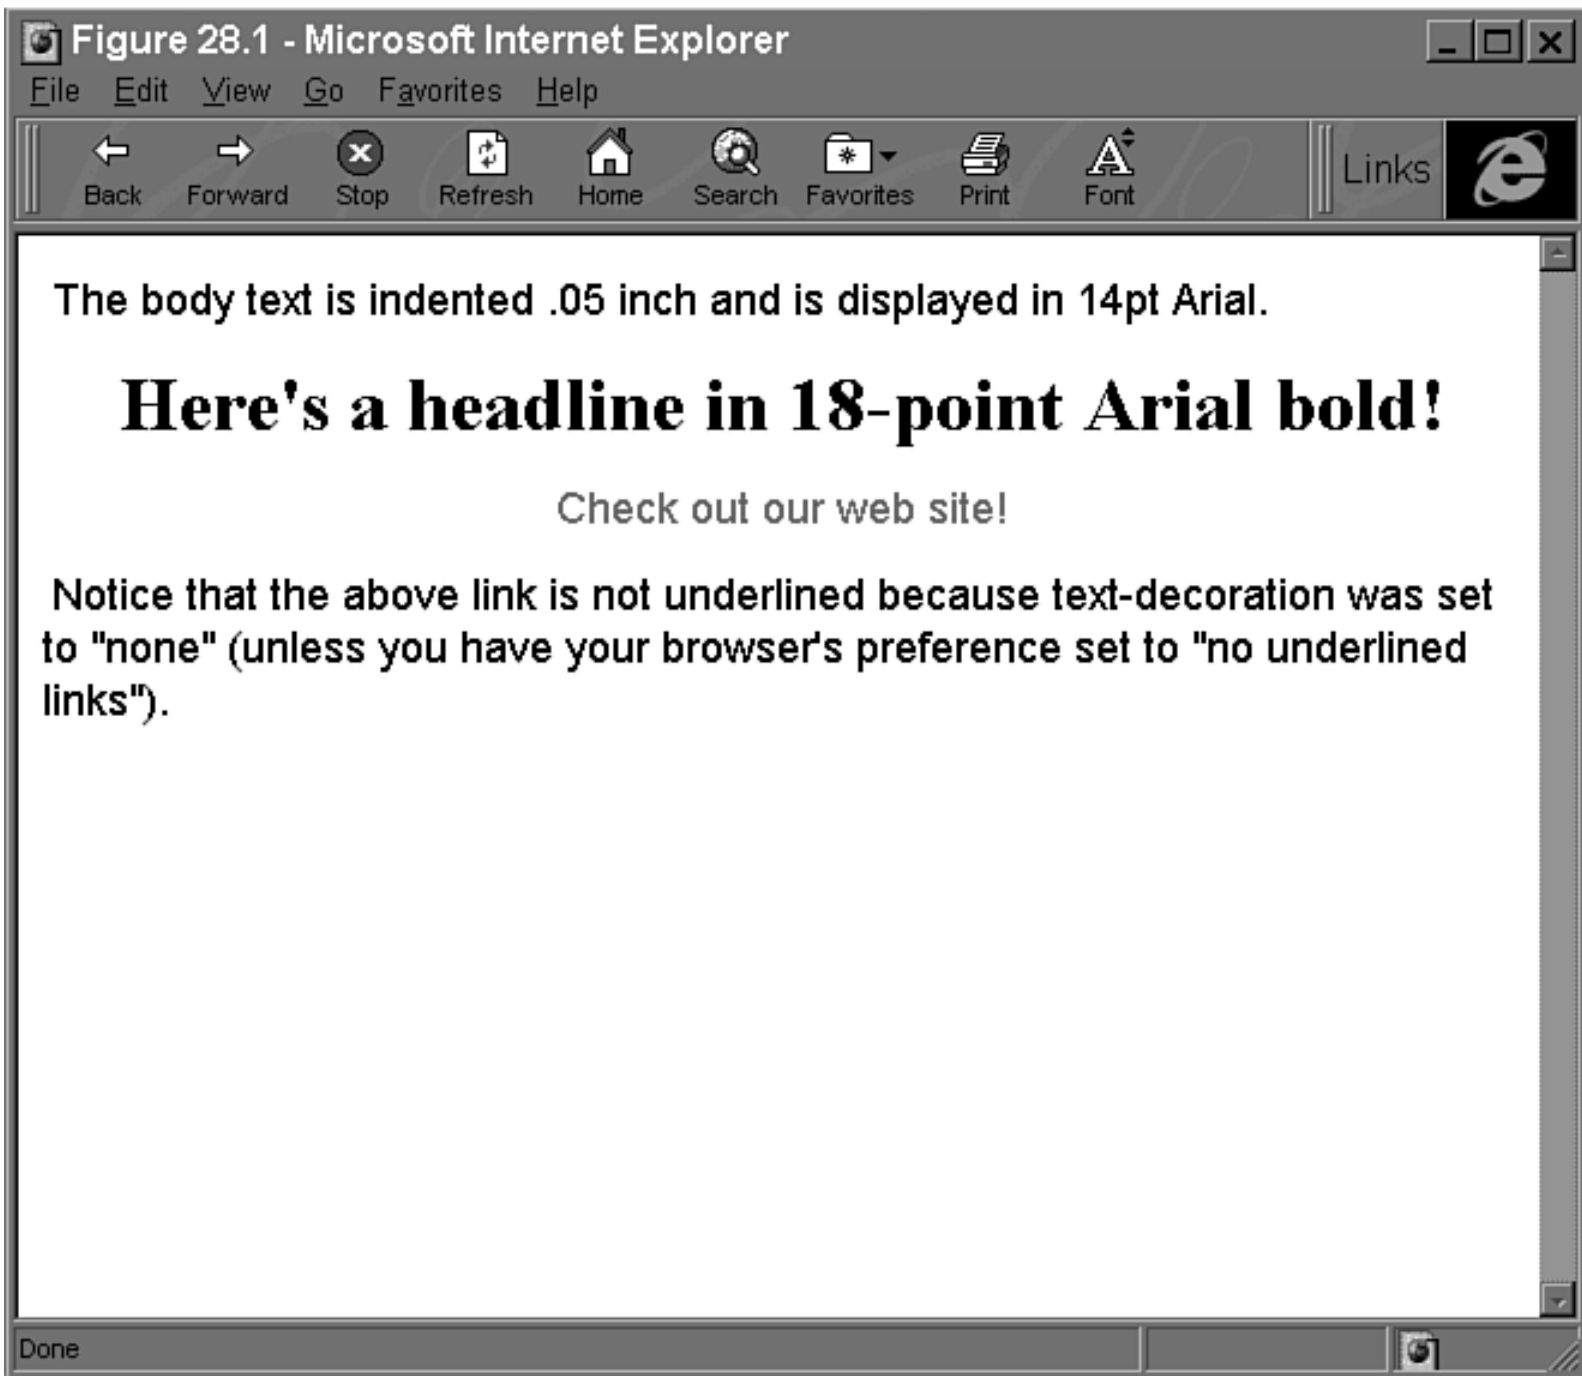 Figure 28.1 - Microsoft Internet Explorer
File Edit View Go Favorites Help
Back Forward Stop Refresh Home Search Favorites Print Font Links
The body text is indented .05 inch and is displayed in 14pt Arial.
Here's a headline in 18-point Arial bold!
Check out our web site!
Notice that the above link is not underlined because text-decoration was set
to "none" (unless you have your browser's preference set to "no underlined
links").
Done